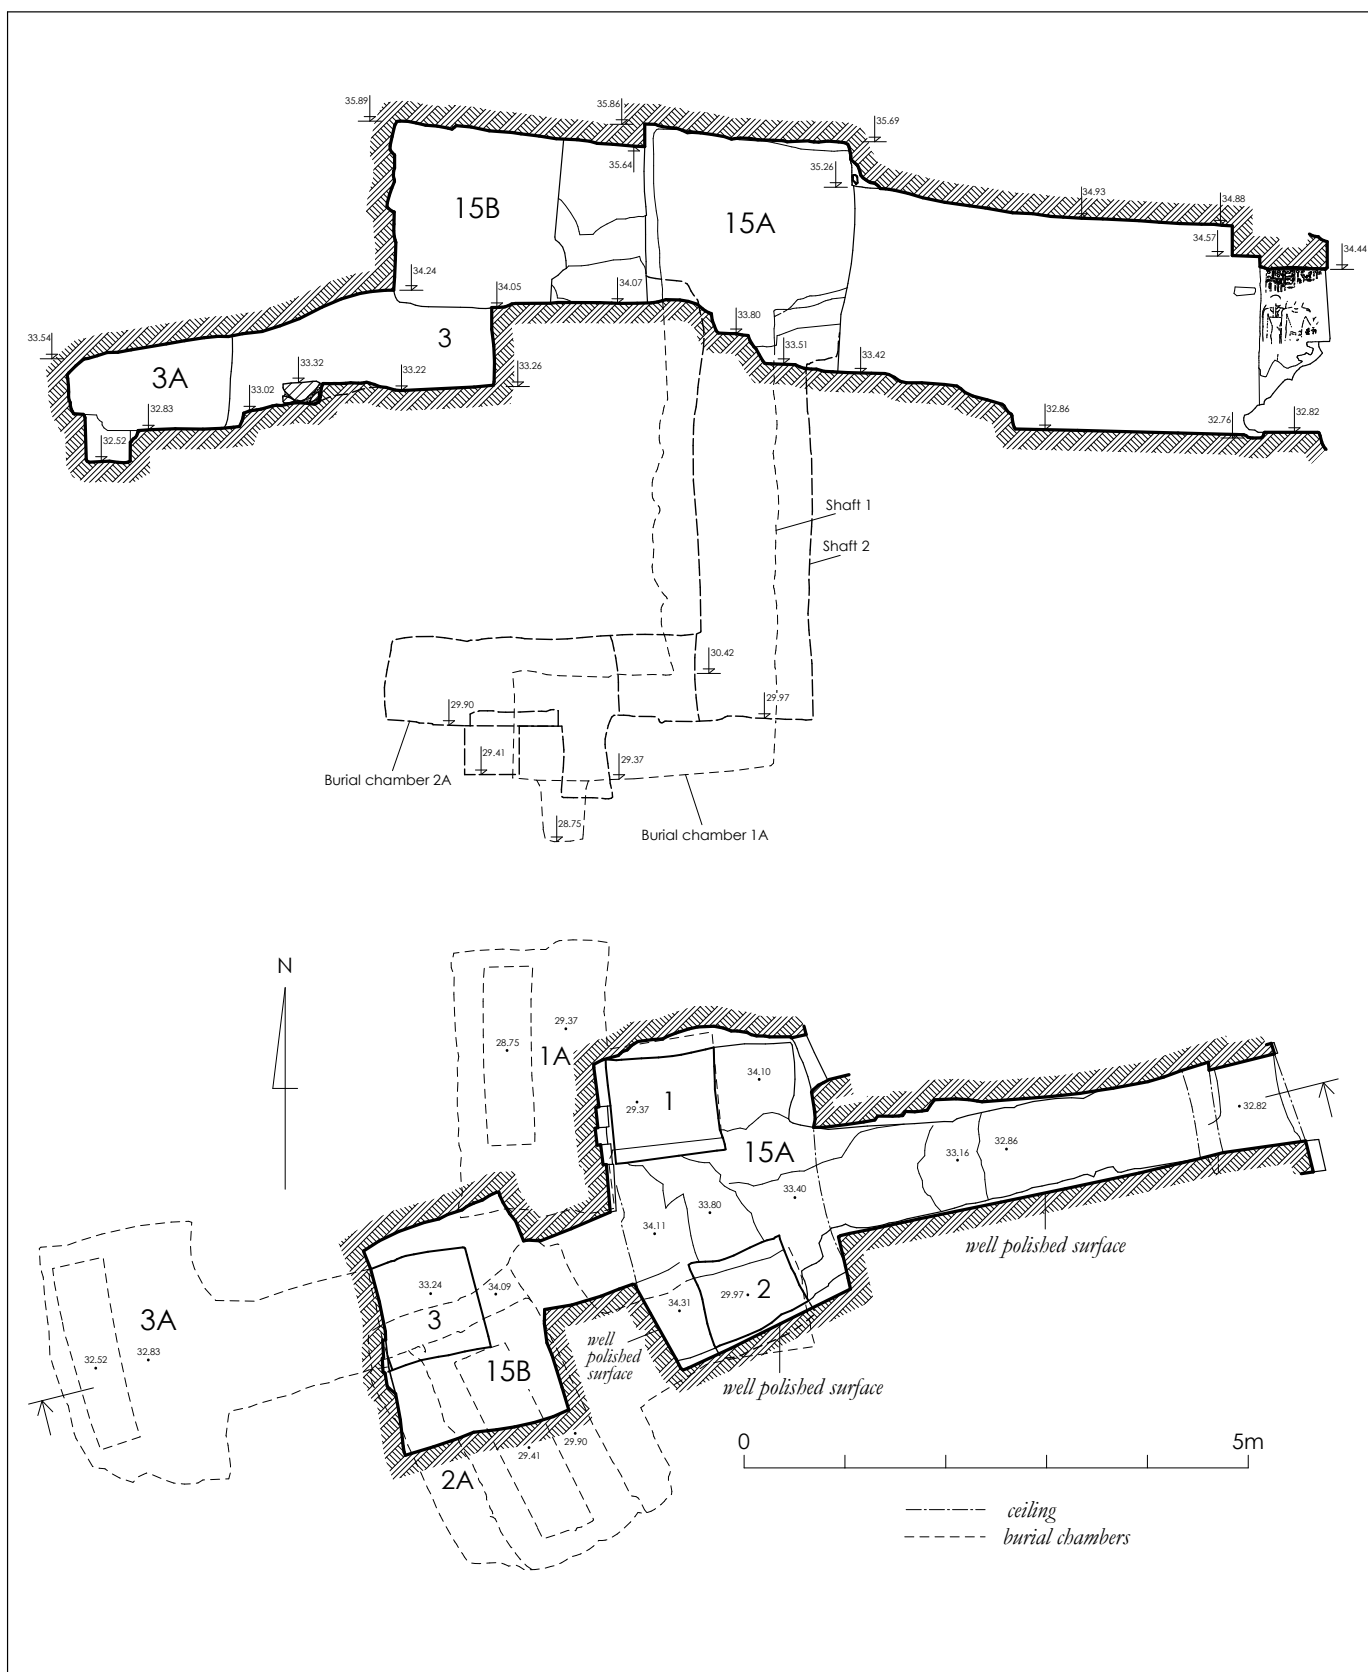 35.89
35.86
35.69
35.64
35.26
34.93
34.88
34.57
34.44
15B
15A
34.24
34.05
34.07
33.80
33.54
3
33.51
33.42
3A
33.32
33.22
33.26
33.02
32.83
32.86
32.76
32.82
32.52
Shaft 1
Shaft 2
30.42
29.90
29.97
29.41
29.37
Burial chamber 2A
28.75
Burial chamber 1A
N
29.37
28.75
1A
34.10
29.37
1
32.82
15A
33.16
32.86
33.40
33.80
34.11
well polished surface
33.24
34.09
29.97
2
34.31
3
3A
32.52
32.83
well
polished
surface
15B
well polished surface
29.90
29.41
2A
0
5m
ceiling
burial chambers